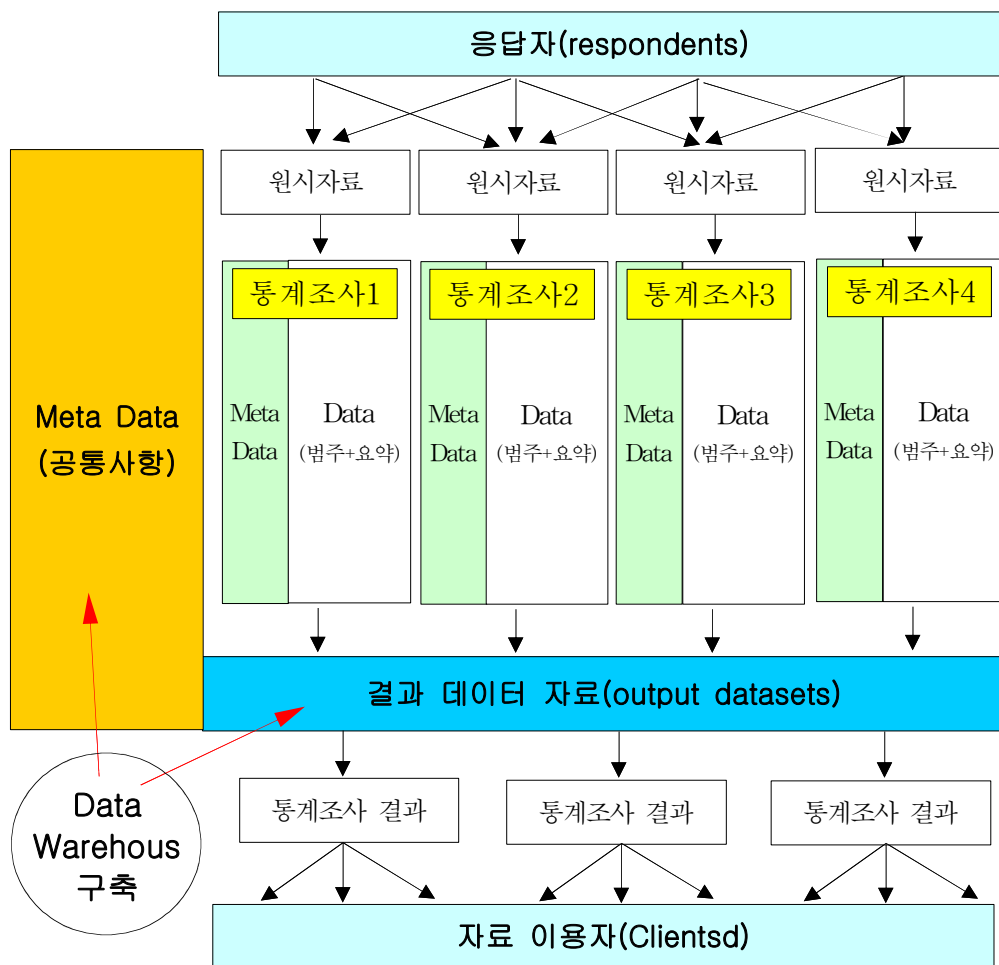 응답자(respondents)
원시자료
원시자료
원시자료
원시자료
통계조사1
통계조사2
통계조사3
통계조사4
Meta Data
(공통사항)
Meta
Data
Data
(범주+요약)
Meta
Data
Data
(범주+요약)
Meta
Data
Data
(범주+요약)
Meta
Data
Data
(범주+요약)
결과 데이터 자료(output datasets)
Data
Warehous
구축
통계조사 결과
통계조사 결과
통계조사 결과
자료 이용자(Clientsd)